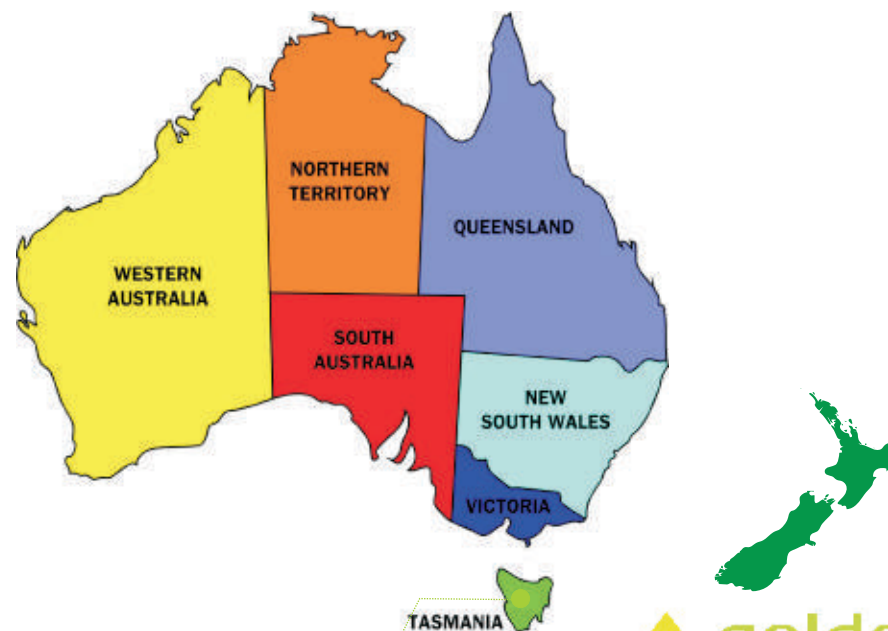 NORTHERN
TERRITORY
QUEENSLAND
WESTERN
AUSTRALIA
SOUTH
AUSTRALIA
NEW
SOUTH WALES
VICTORIA
TASMANIA